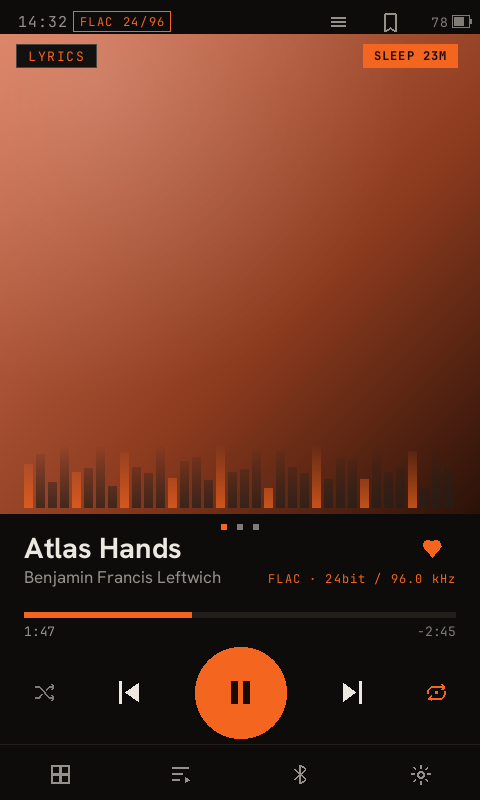 14:32 FLAC 24/96 78
LYRICS SLEEP 23M
Atlas Hands
Benjamin Francis Leftwich FLAC · 24bit / 96.0 kHz
1:47 -2:45